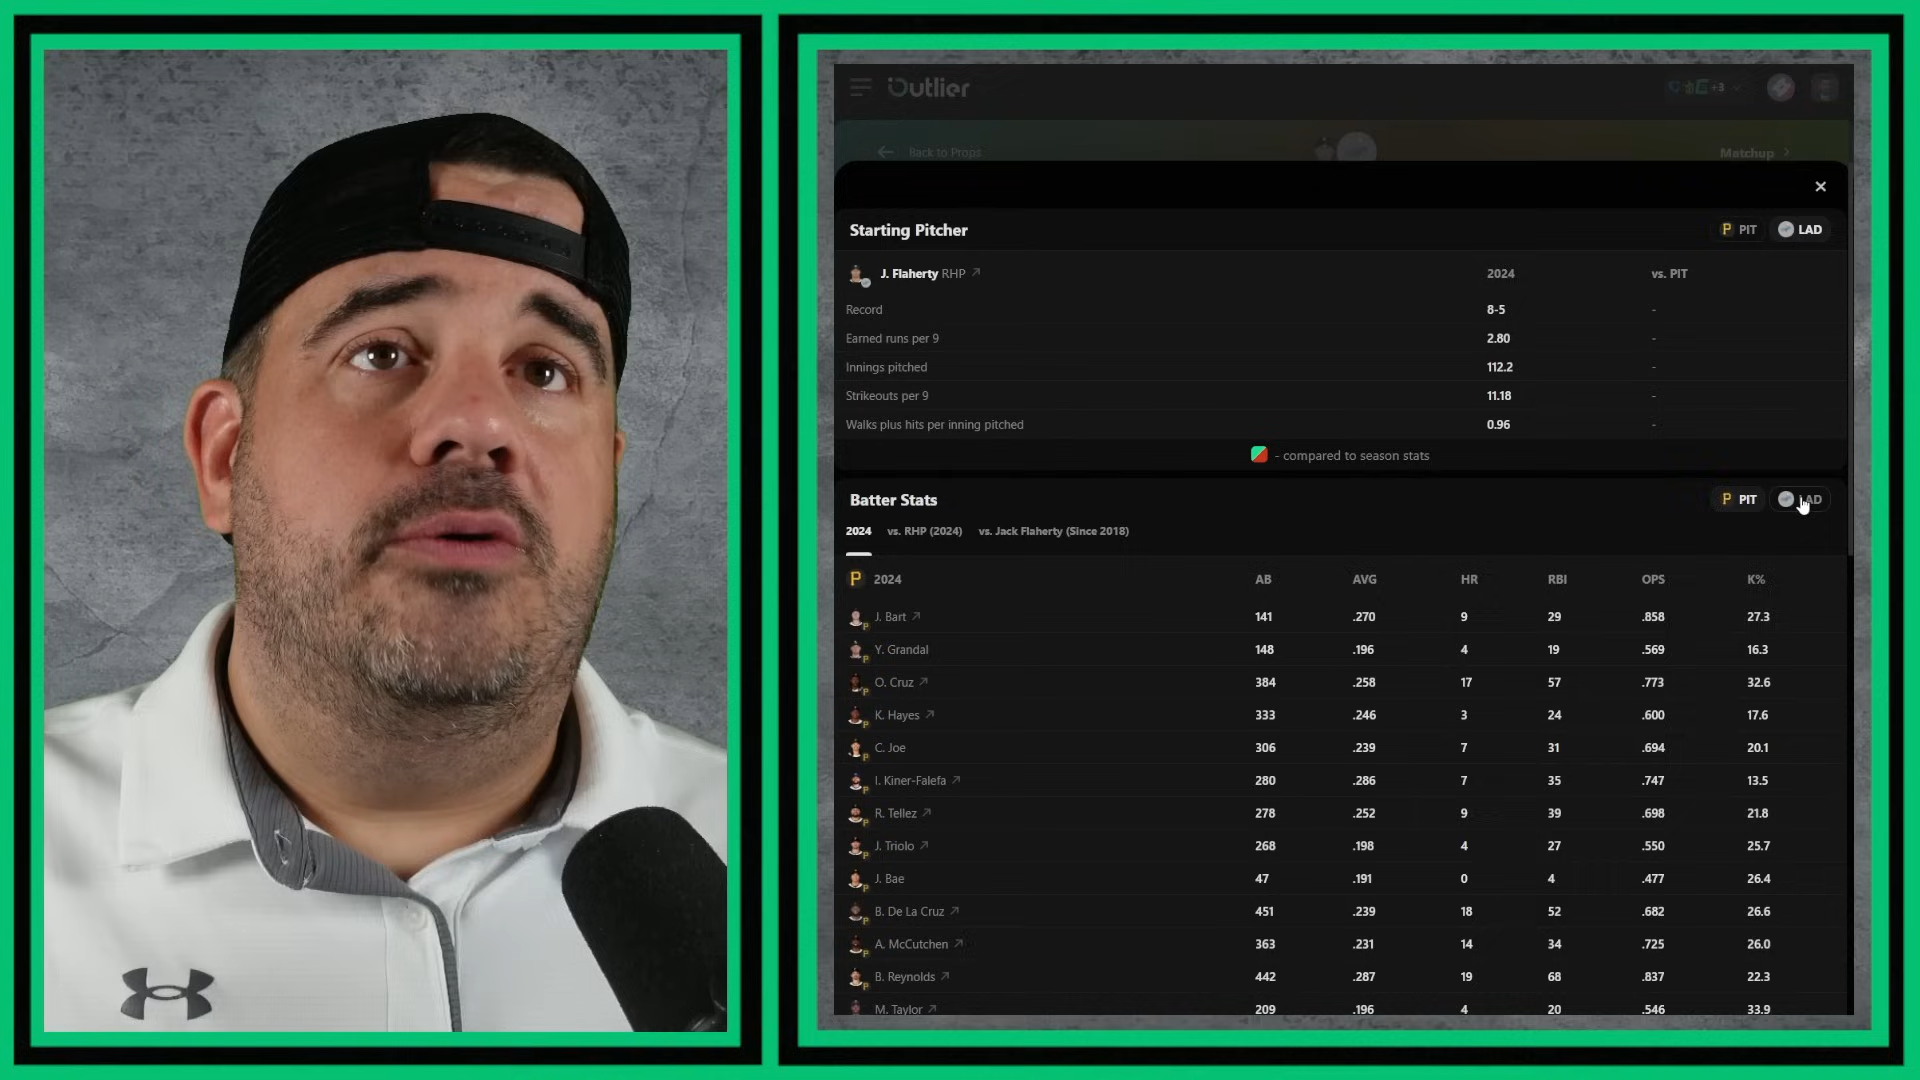 Outlier
+3
Back to Props
Matchup
Starting Pitcher
P PIT
LAD
J. Flaherty RHP
2024
vs. PIT
Record
8-5
-
Earned runs per 9
2.80
-
Innings pitched
112.2
-
Strikeouts per 9
11.18
-
Walks plus hits per inning pitched
0.96
-
- compared to season stats
Batter Stats
P PIT
LAD
2024
vs. RHP (2024)
vs. Jack Flaherty (Since 2018)
P 2024 AB AVG HR RBI OPS K%
J. Bart 141 .270 9 29 .858 27.3
Y. Grandal 148 .196 4 19 .569 16.3
O. Cruz 384 .258 17 57 .773 32.6
K. Hayes 333 .246 3 24 .600 17.6
C. Joe 306 .239 7 31 .694 20.1
I. Kiner-Falefa 280 .286 7 35 .747 13.5
R. Tellez 278 .252 9 39 .698 21.8
J. Triolo 268 .198 4 27 .550 25.7
J. Bae 47 .191 0 4 .477 26.4
B. De La Cruz 451 .239 18 52 .682 26.6
A. McCutchen 363 .231 14 34 .725 26.0
B. Reynolds 442 .287 19 68 .837 22.3
M. Taylor 209 .196 4 20 .546 33.9